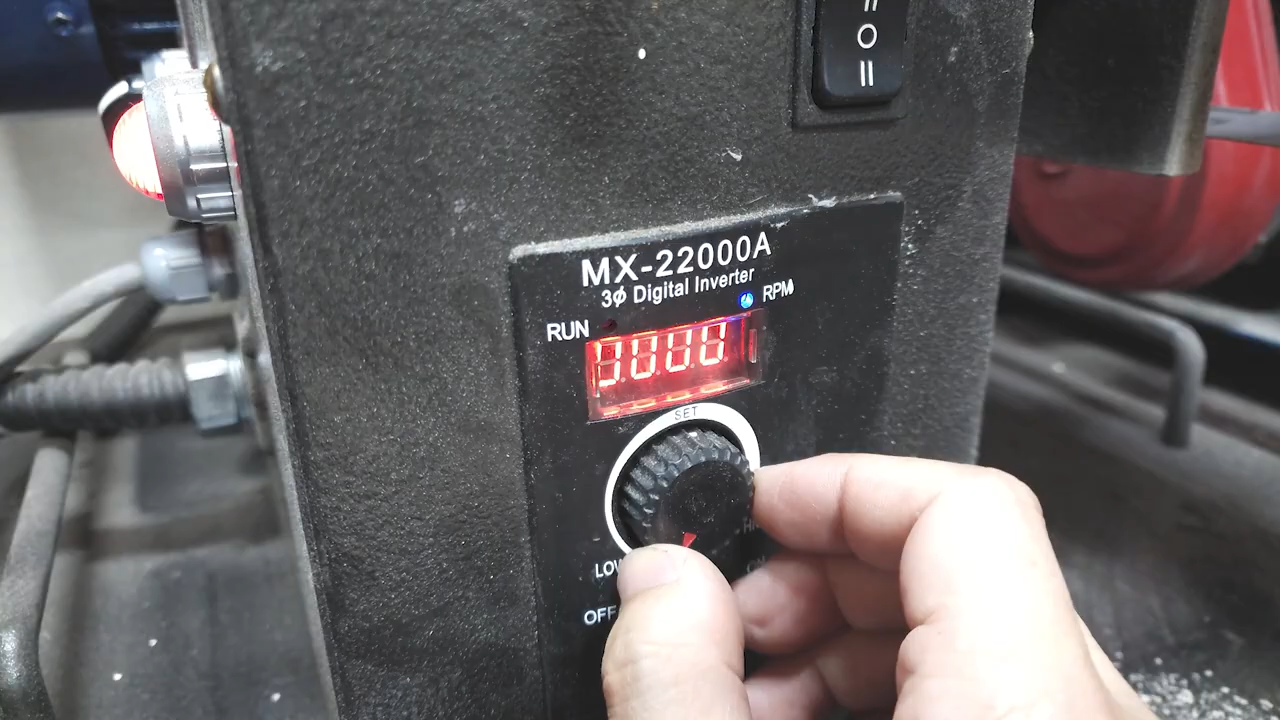 MX-22000A
3ϕ Digital Inverter
RPM
RUN
SET
LOW
OFF